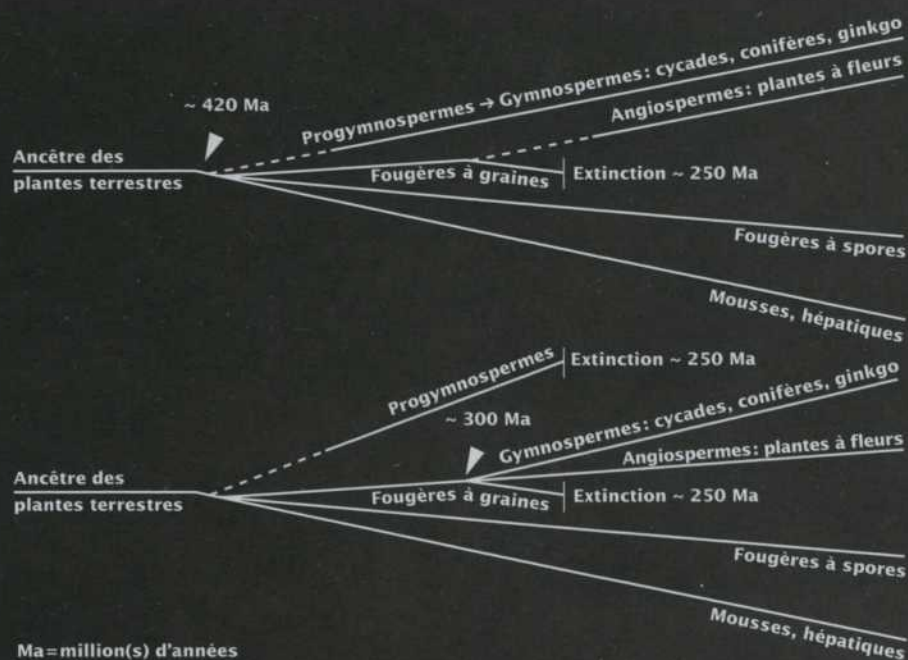 ~ 420 Ma
Progymnospermes → Gymnospermes: cycades, conifères, ginkgo
Angiospermes: plantes à fleurs
Ancêtre des
plantes terrestres
Fougères à graines
Extinction ~ 250 Ma
Fougères à spores
Mousses, hépatiques
Progymnospermes
Extinction ~ 250 Ma
~ 300 Ma
Gymnospermes: cycades, conifères, ginkgo
Angiospermes: plantes à fleurs
Ancêtre des
plantes terrestres
Fougères à graines
Extinction ~ 250 Ma
Fougères à spores
Mousses, hépatiques
Ma=million(s) d'années